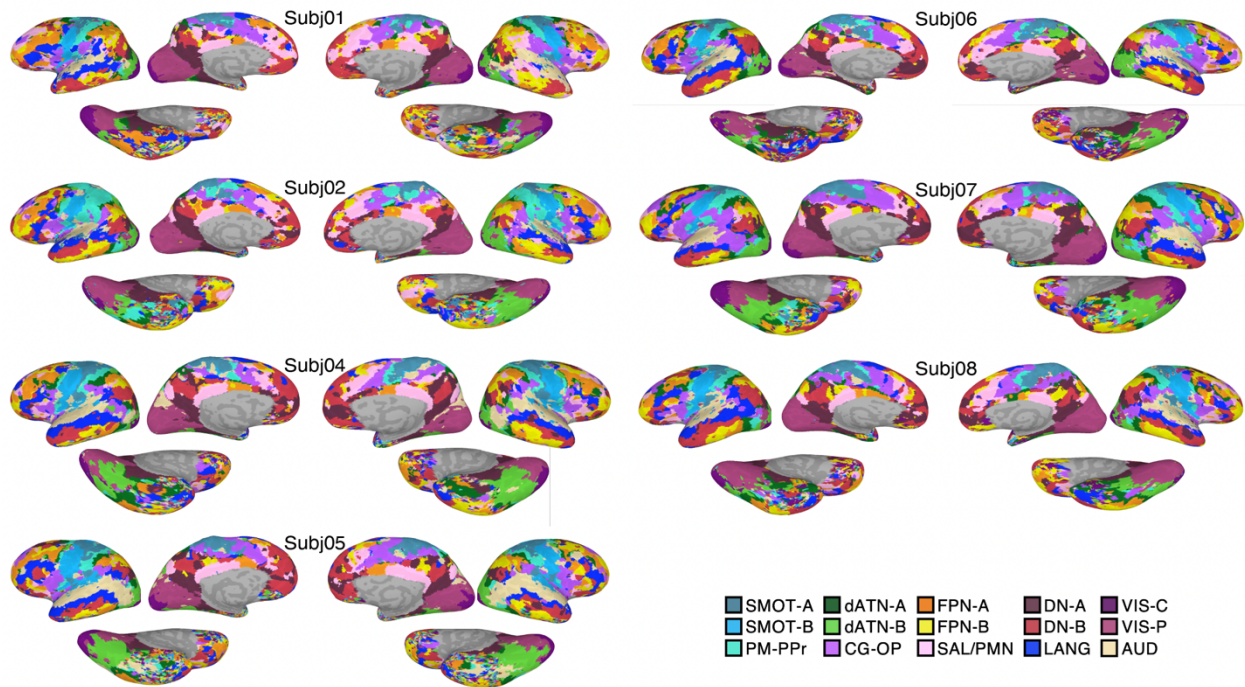 Subj01
Subj06
Subj02
Subj07
Subj04
Subj08
Subj05
SMOT-A dATN-A FPN-A DN-A VIS-C
SMOT-B dATN-B FPN-B DN-B VIS-P
PM-PPr CG-OP SAL/PMN LANG AUD